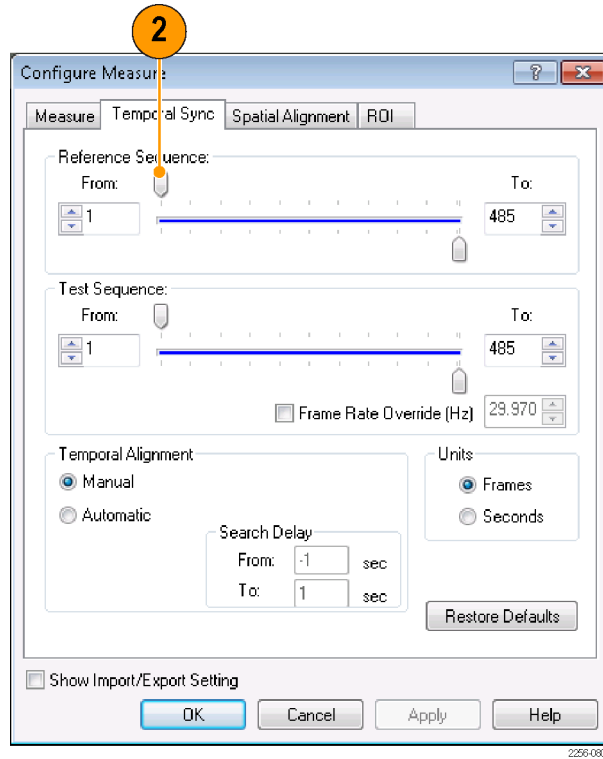 2
Configure Measure
Measure Temporal Sync Spatial Alignment ROI
Reference Sequence:
From: To:
1 485
Test Sequence:
From: To:
1 485
Frame Rate Override (Hz) 29.970
Temporal Alignment Units
Manual Frames
Automatic Seconds
Search Delay
From: -1 sec
To: 1 sec
Restore Defaults
Show Import/Export Setting
OK Cancel Apply Help